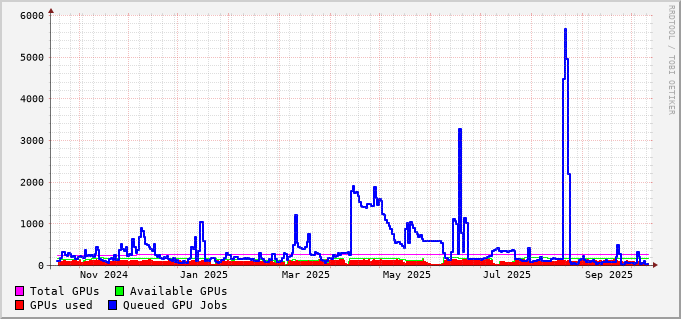 6000
5000
4000
3000
2000
1000
0
Nov 2024 Jan 2025 Mar 2025 May 2025 Jul 2025 Sep 2025
Total GPUs Available GPUs
GPUs used Queued GPU Jobs
RRDTOOL / TOBI OETIKER